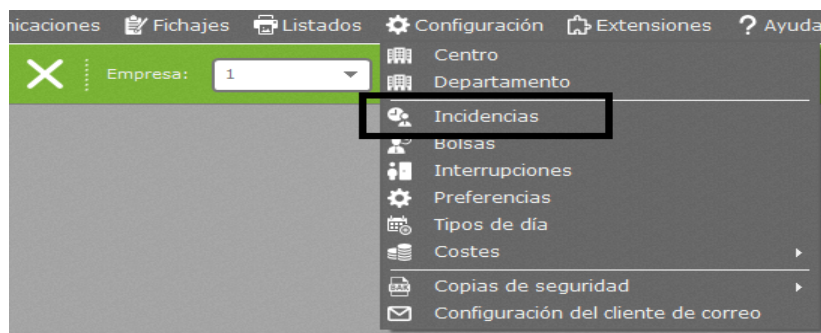 Fichajes Listados Configuración Extensiones ? Ayuda
Empresa: 1
Centro
Departamento
Incidencias
Bolsas
Interrupciones
Preferencias
Tipos de día
Costes
Copias de seguridad
Configuración del cliente de correo